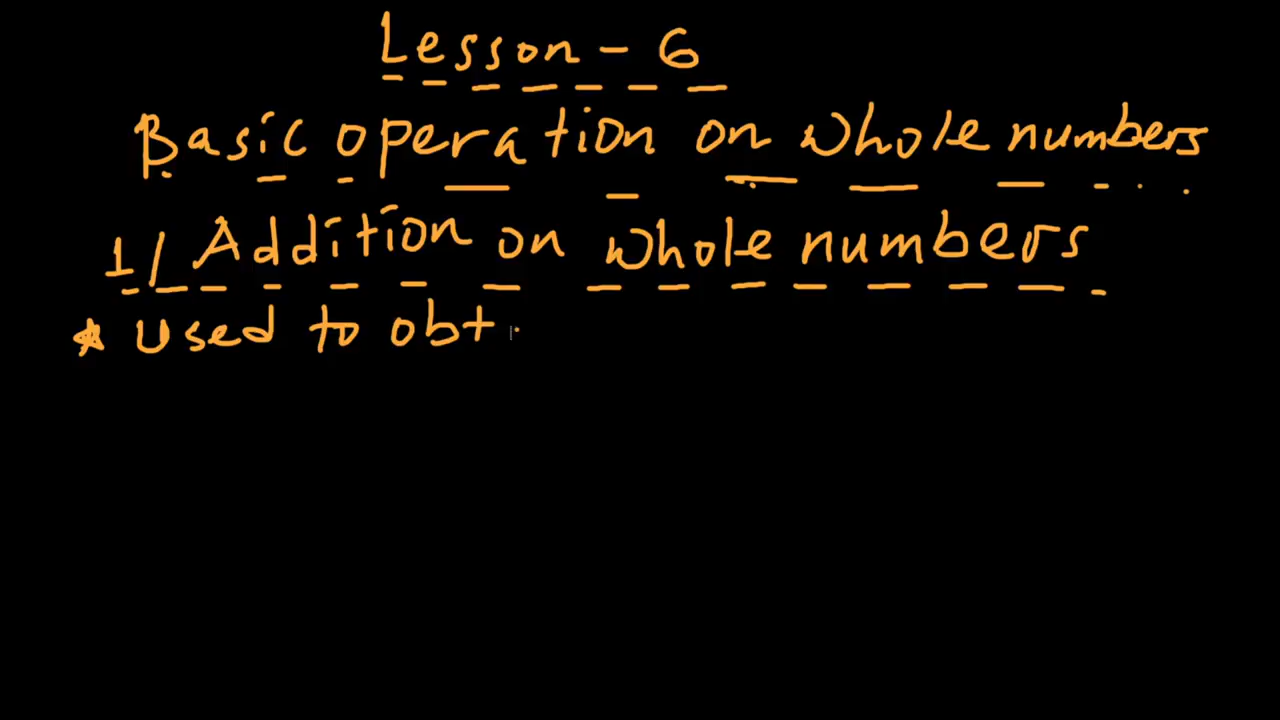 Lesson - 6
Basic operation on whole numbers
1/ Addition on whole numbers
* Used to obt